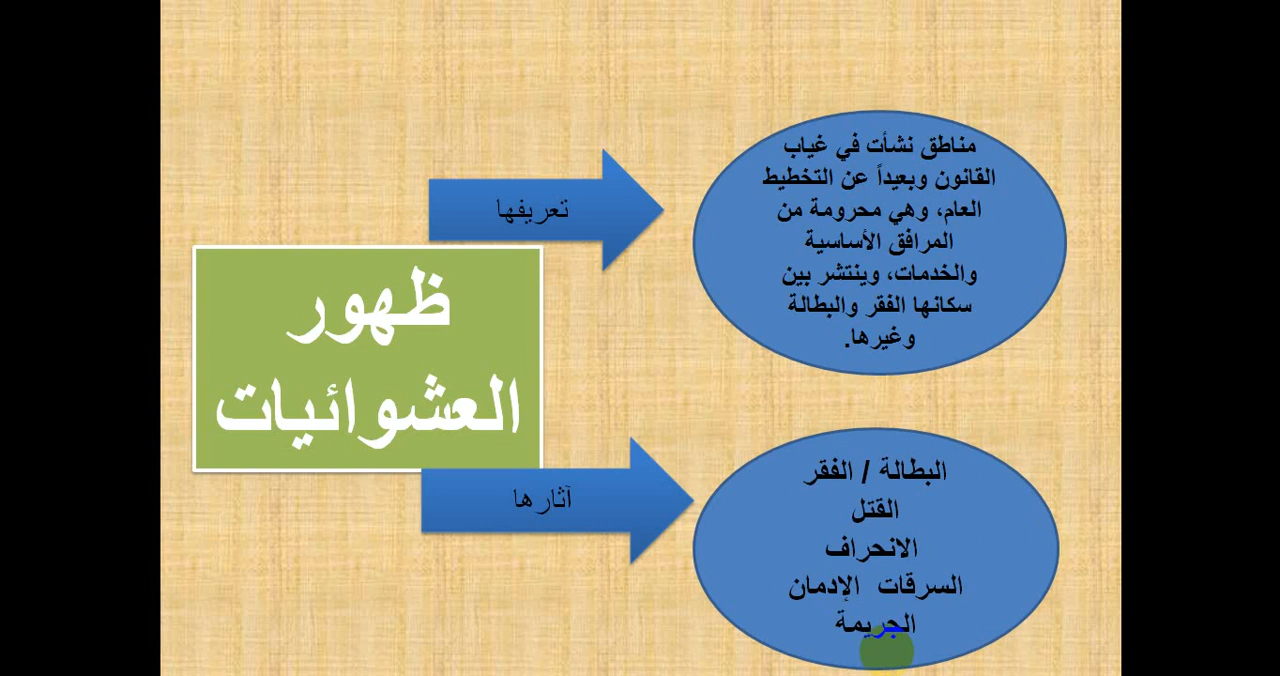 ظهور
العشوائيات
تعريفها
مناطق نشأت في غياب
القانون وبعيداً عن التخطيط
العام، وهي محرومة من
المرافق الأساسية
والخدمات، وينتشر بين
سكانها الفقر والبطالة
وغيرها.
آثارها
البطالة / الفقر
القتل
الانحراف
السرقات الإدمان
الجريمة